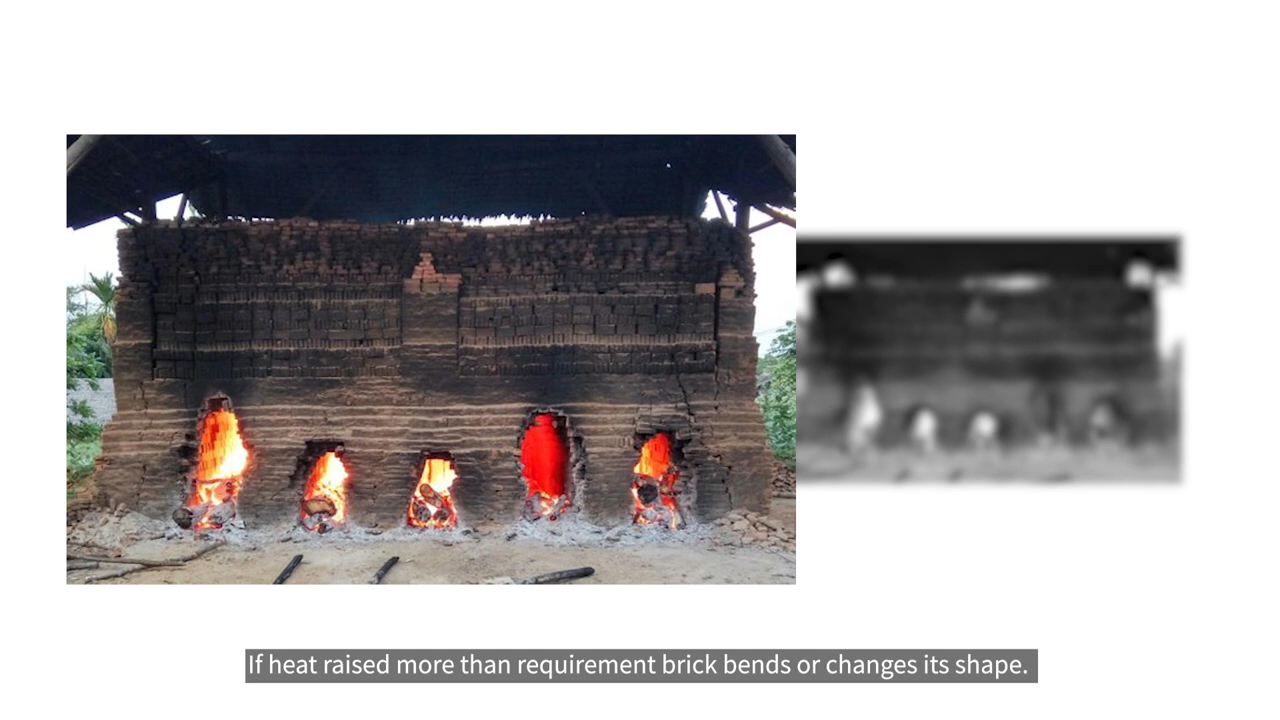 If heat raised more than requirement brick bends or changes its shape.